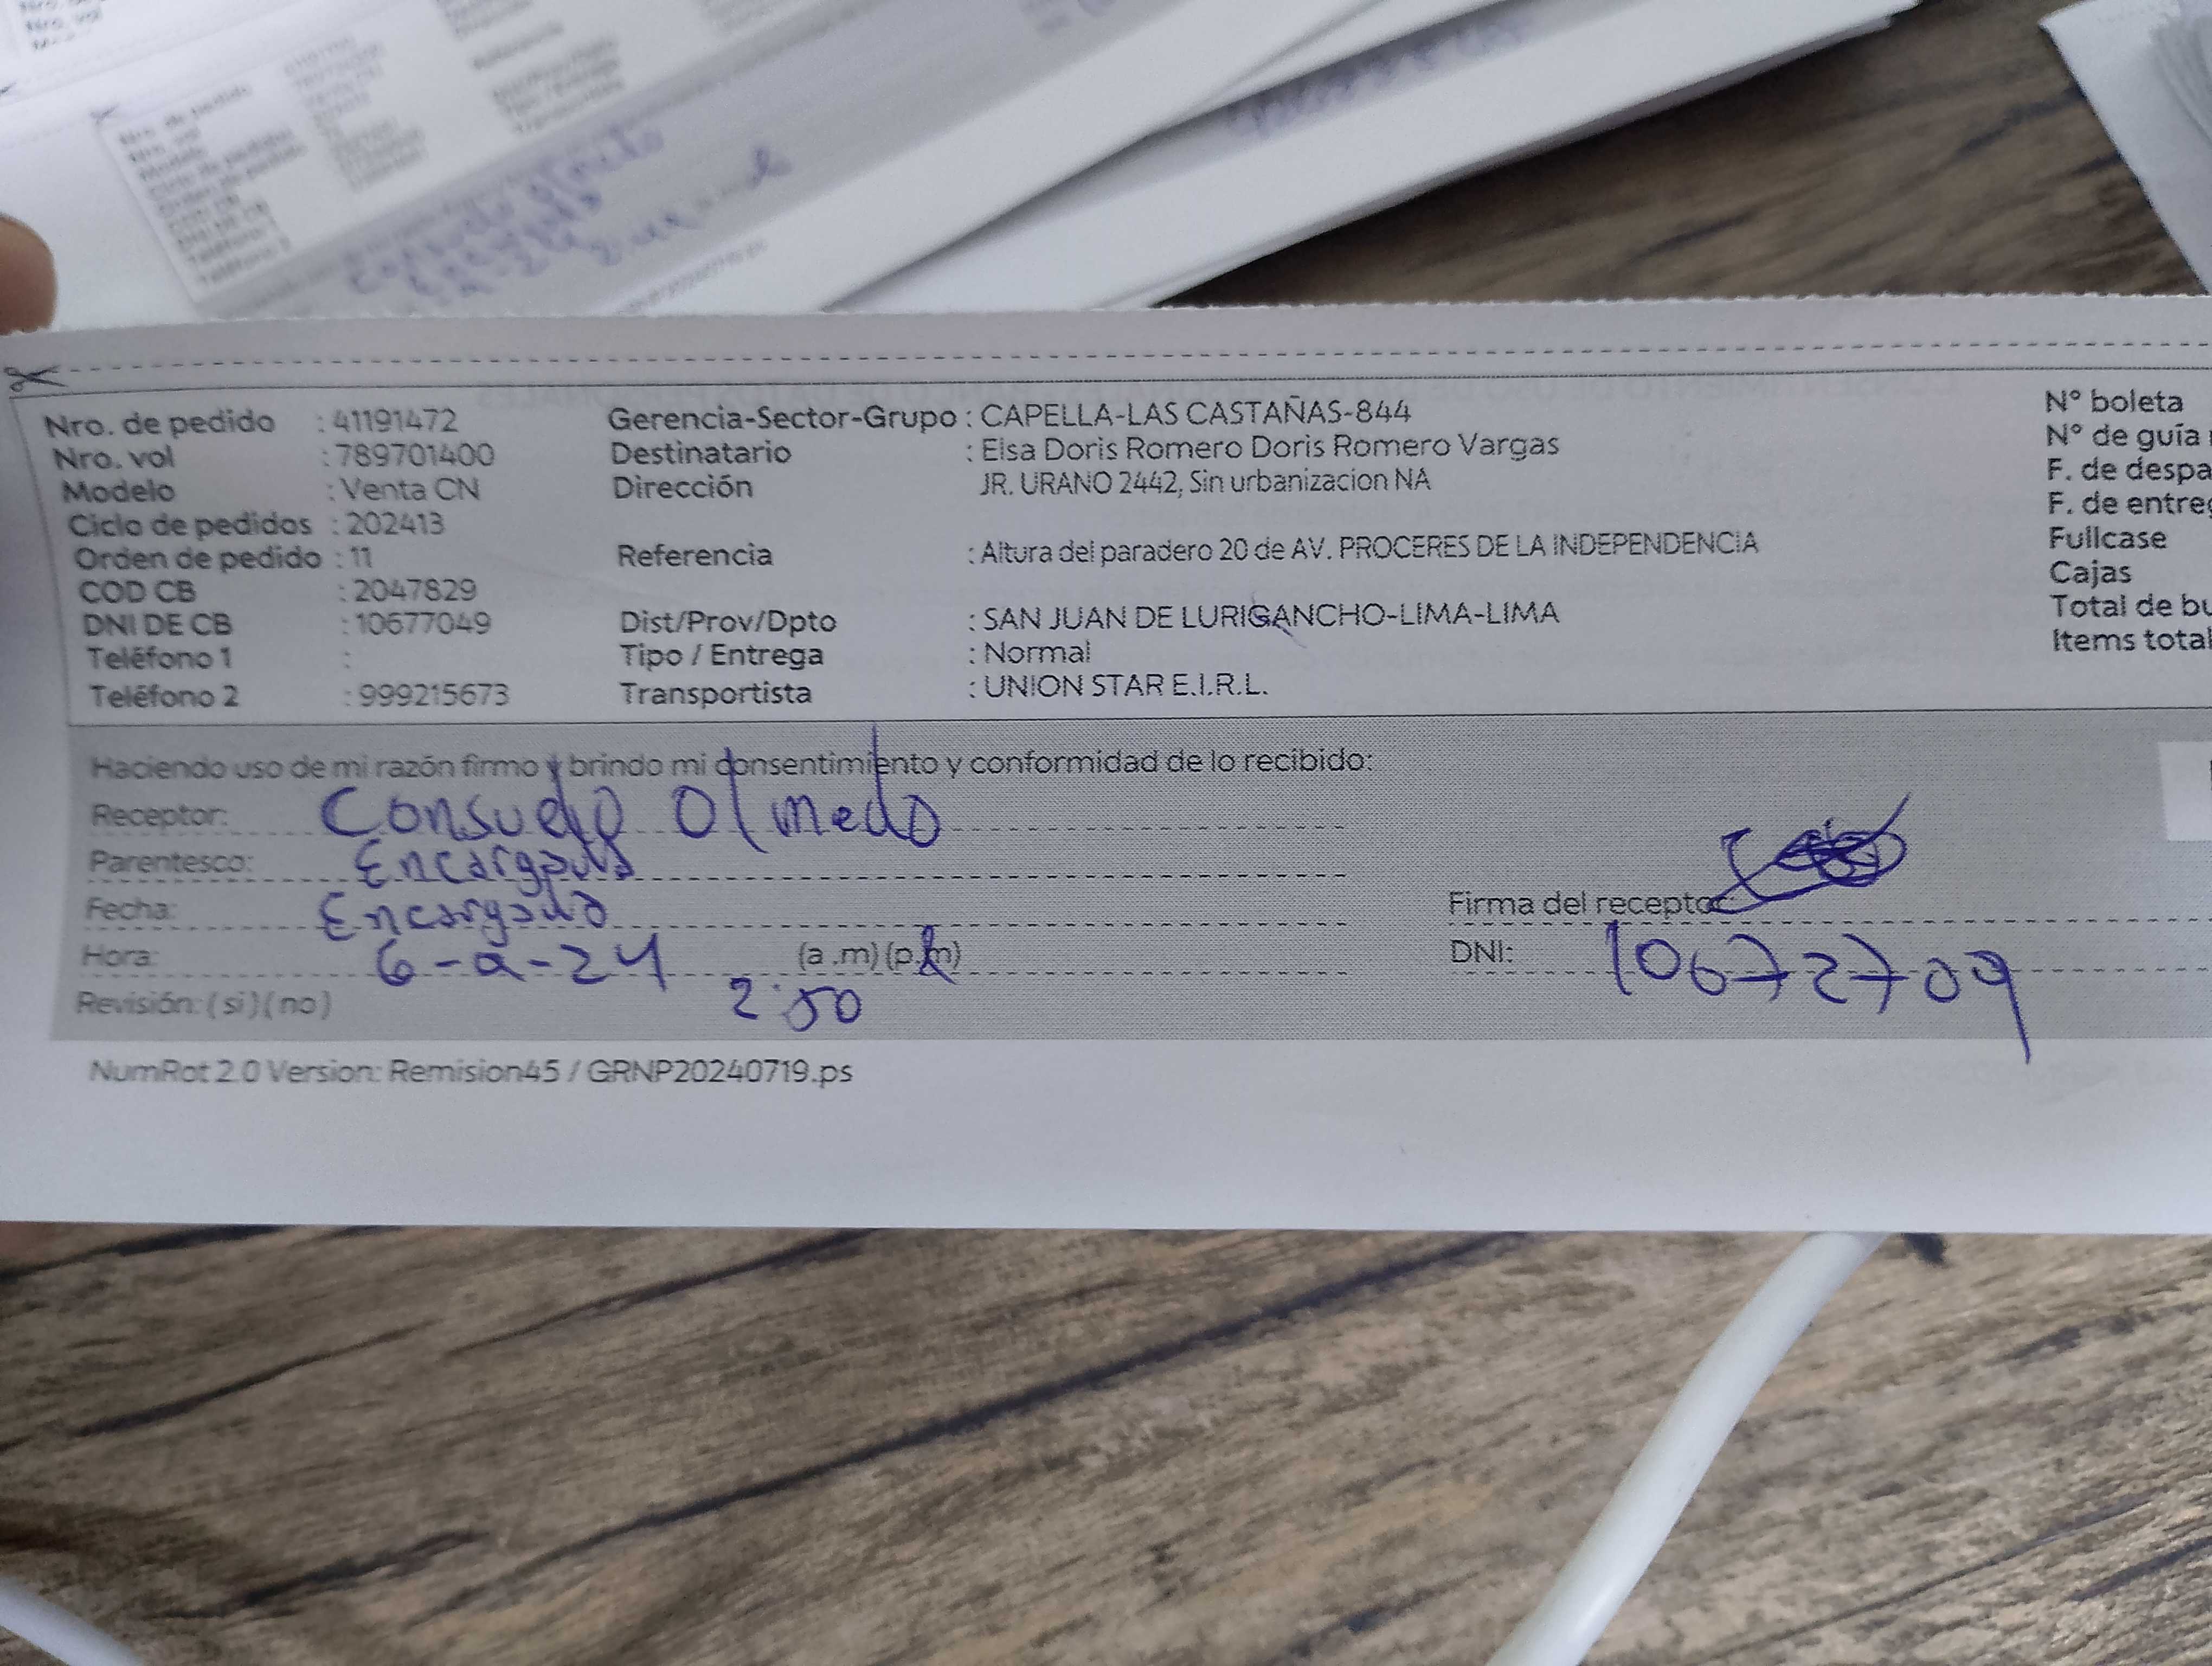 Nro. de pedido : 41191472 Gerencia-Sector-Grupo : CAPELLA-LAS CASTAÑAS-844 N° boleta
Nro. vol : 789701400 Destinatario : Elsa Doris Romero Doris Romero Vargas N° de guía
Modelo : Venta CN Dirección JR. URANO 2442, Sin urbanizacion NA F. de despa
Ciclo de pedidos : 202413 F. de entre
Orden de pedido : 11 Referencia : Altura del paradero 20 de AV. PROCERES DE LA INDEPENDENCIA Fullcase
COD CB : 2047829 Cajas
DNI DE CB : 10677049 Dist/Prov/Dpto : SAN JUAN DE LURIGANCHO-LIMA-LIMA Total de bu
Teléfono 1 : Tipo / Entrega : Normal Items total
Teléfono 2 : 999215673 Transportista : UNION STAR E.I.R.L.
Haciendo uso de mi razón firmo y brindo mi consentimiento y conformidad de lo recibido:
Receptor: Consuelo Olmedo
Parentesco: Encargada
Fecha: Encargada Firma del receptor
Hora: 6-a-24 (a .m) (p.m) DNI: 10672709
Revisión: ( si ) ( no ) 2:50
NumRot 2.0 Version: Remision45 / GRNP20240719.ps